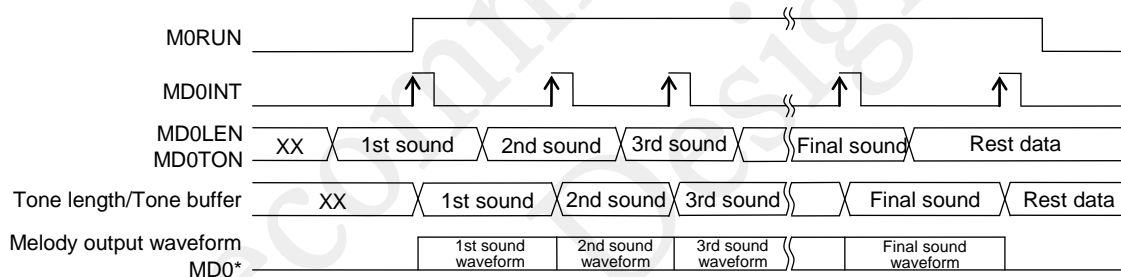 M0RUN
MD0INT
MD0LEN
MD0TON
XX 1st sound 2nd sound 3rd sound Final sound Rest data
Tone length/Tone buffer XX 1st sound 2nd sound 3rd sound Final sound Rest data
Melody output waveform
MD0*
1st sound waveform
2nd sound waveform
3rd sound waveform
Final sound waveform